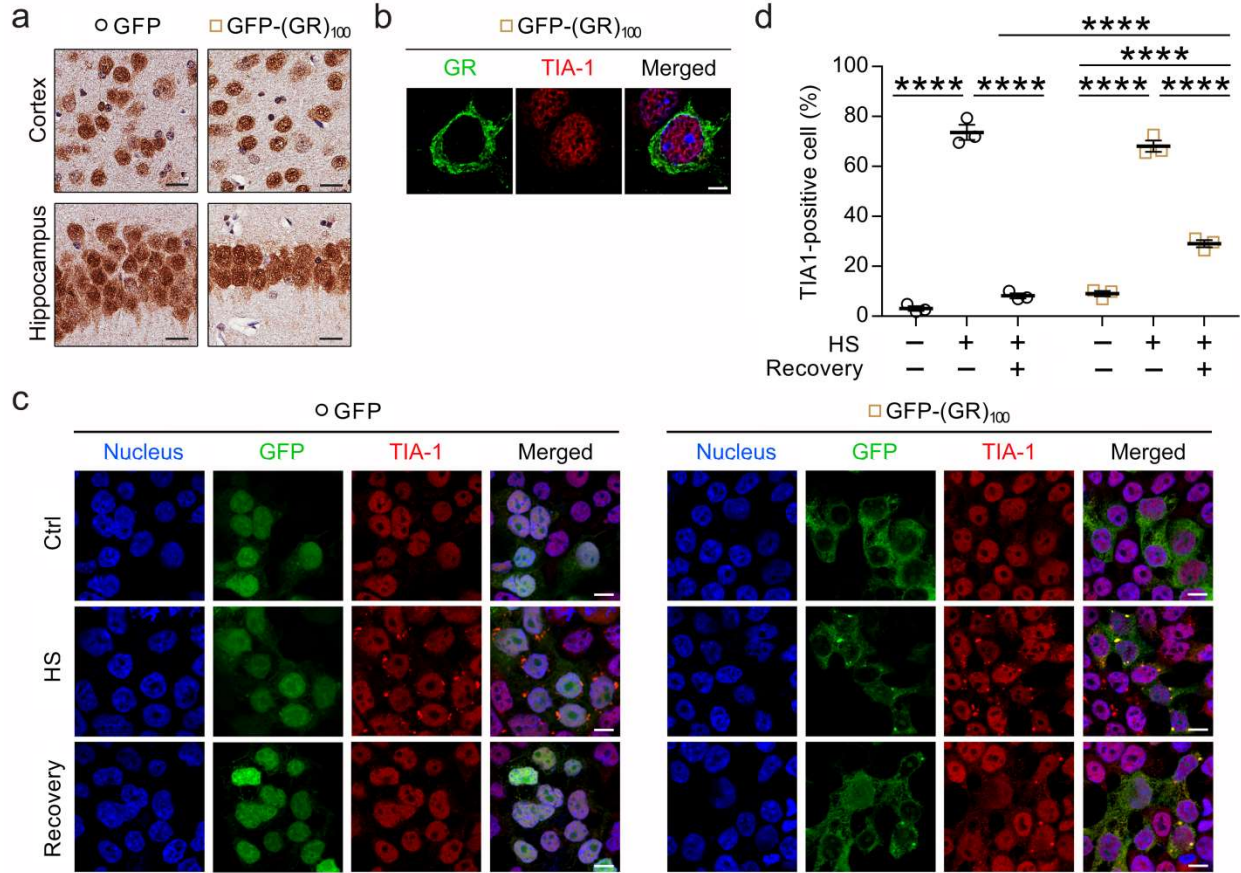 a
○ GFP □ GFP-(GR)₁₀₀
Cortex
Hippocampus
b
□ GFP-(GR)₁₀₀
GR TIA-1 Merged
d
**** 
****
**** **** **** ****
TIA1-positive cell (%)
100
80
60
40
20
0
HS − + + − + +
Recovery − − + − − +
c
○ GFP □ GFP-(GR)₁₀₀
Nucleus GFP TIA-1 Merged Nucleus GFP TIA-1 Merged
Ctrl
HS
Recovery